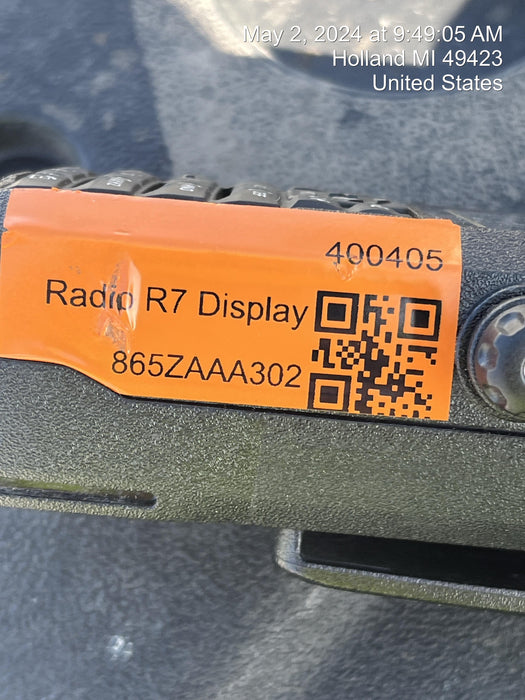 May 2, 2024 at 9:49:05 AM
Holland MI 49423
United States
400405
Radio R7 Display
865ZAAA302